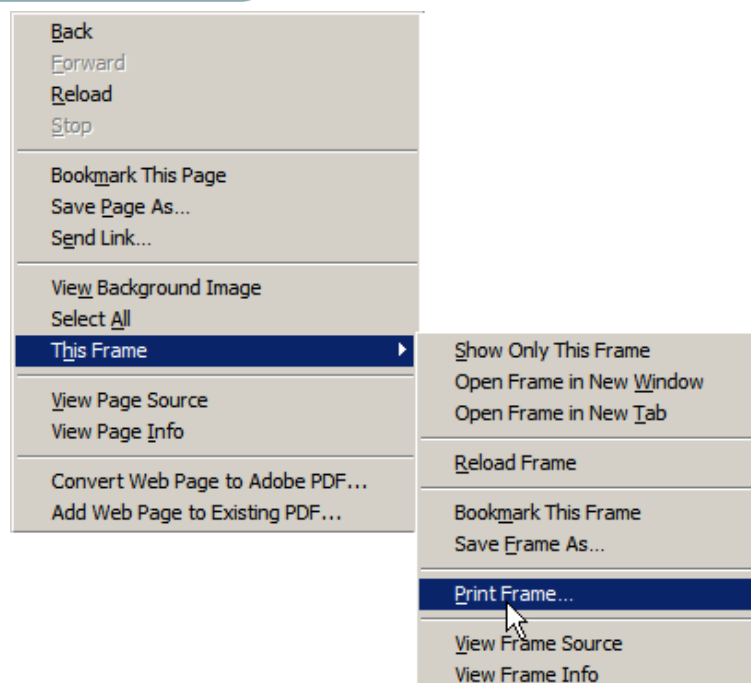 Back
Forward
Reload
Stop
Bookmark This Page
Save Page As...
Send Link...
View Background Image
Select All
This Frame
View Page Source
View Page Info
Convert Web Page to Adobe PDF...
Add Web Page to Existing PDF...
Show Only This Frame
Open Frame in New Window
Open Frame in New Tab
Reload Frame
Bookmark This Frame
Save Frame As...
Print Frame...
View Frame Source
View Frame Info